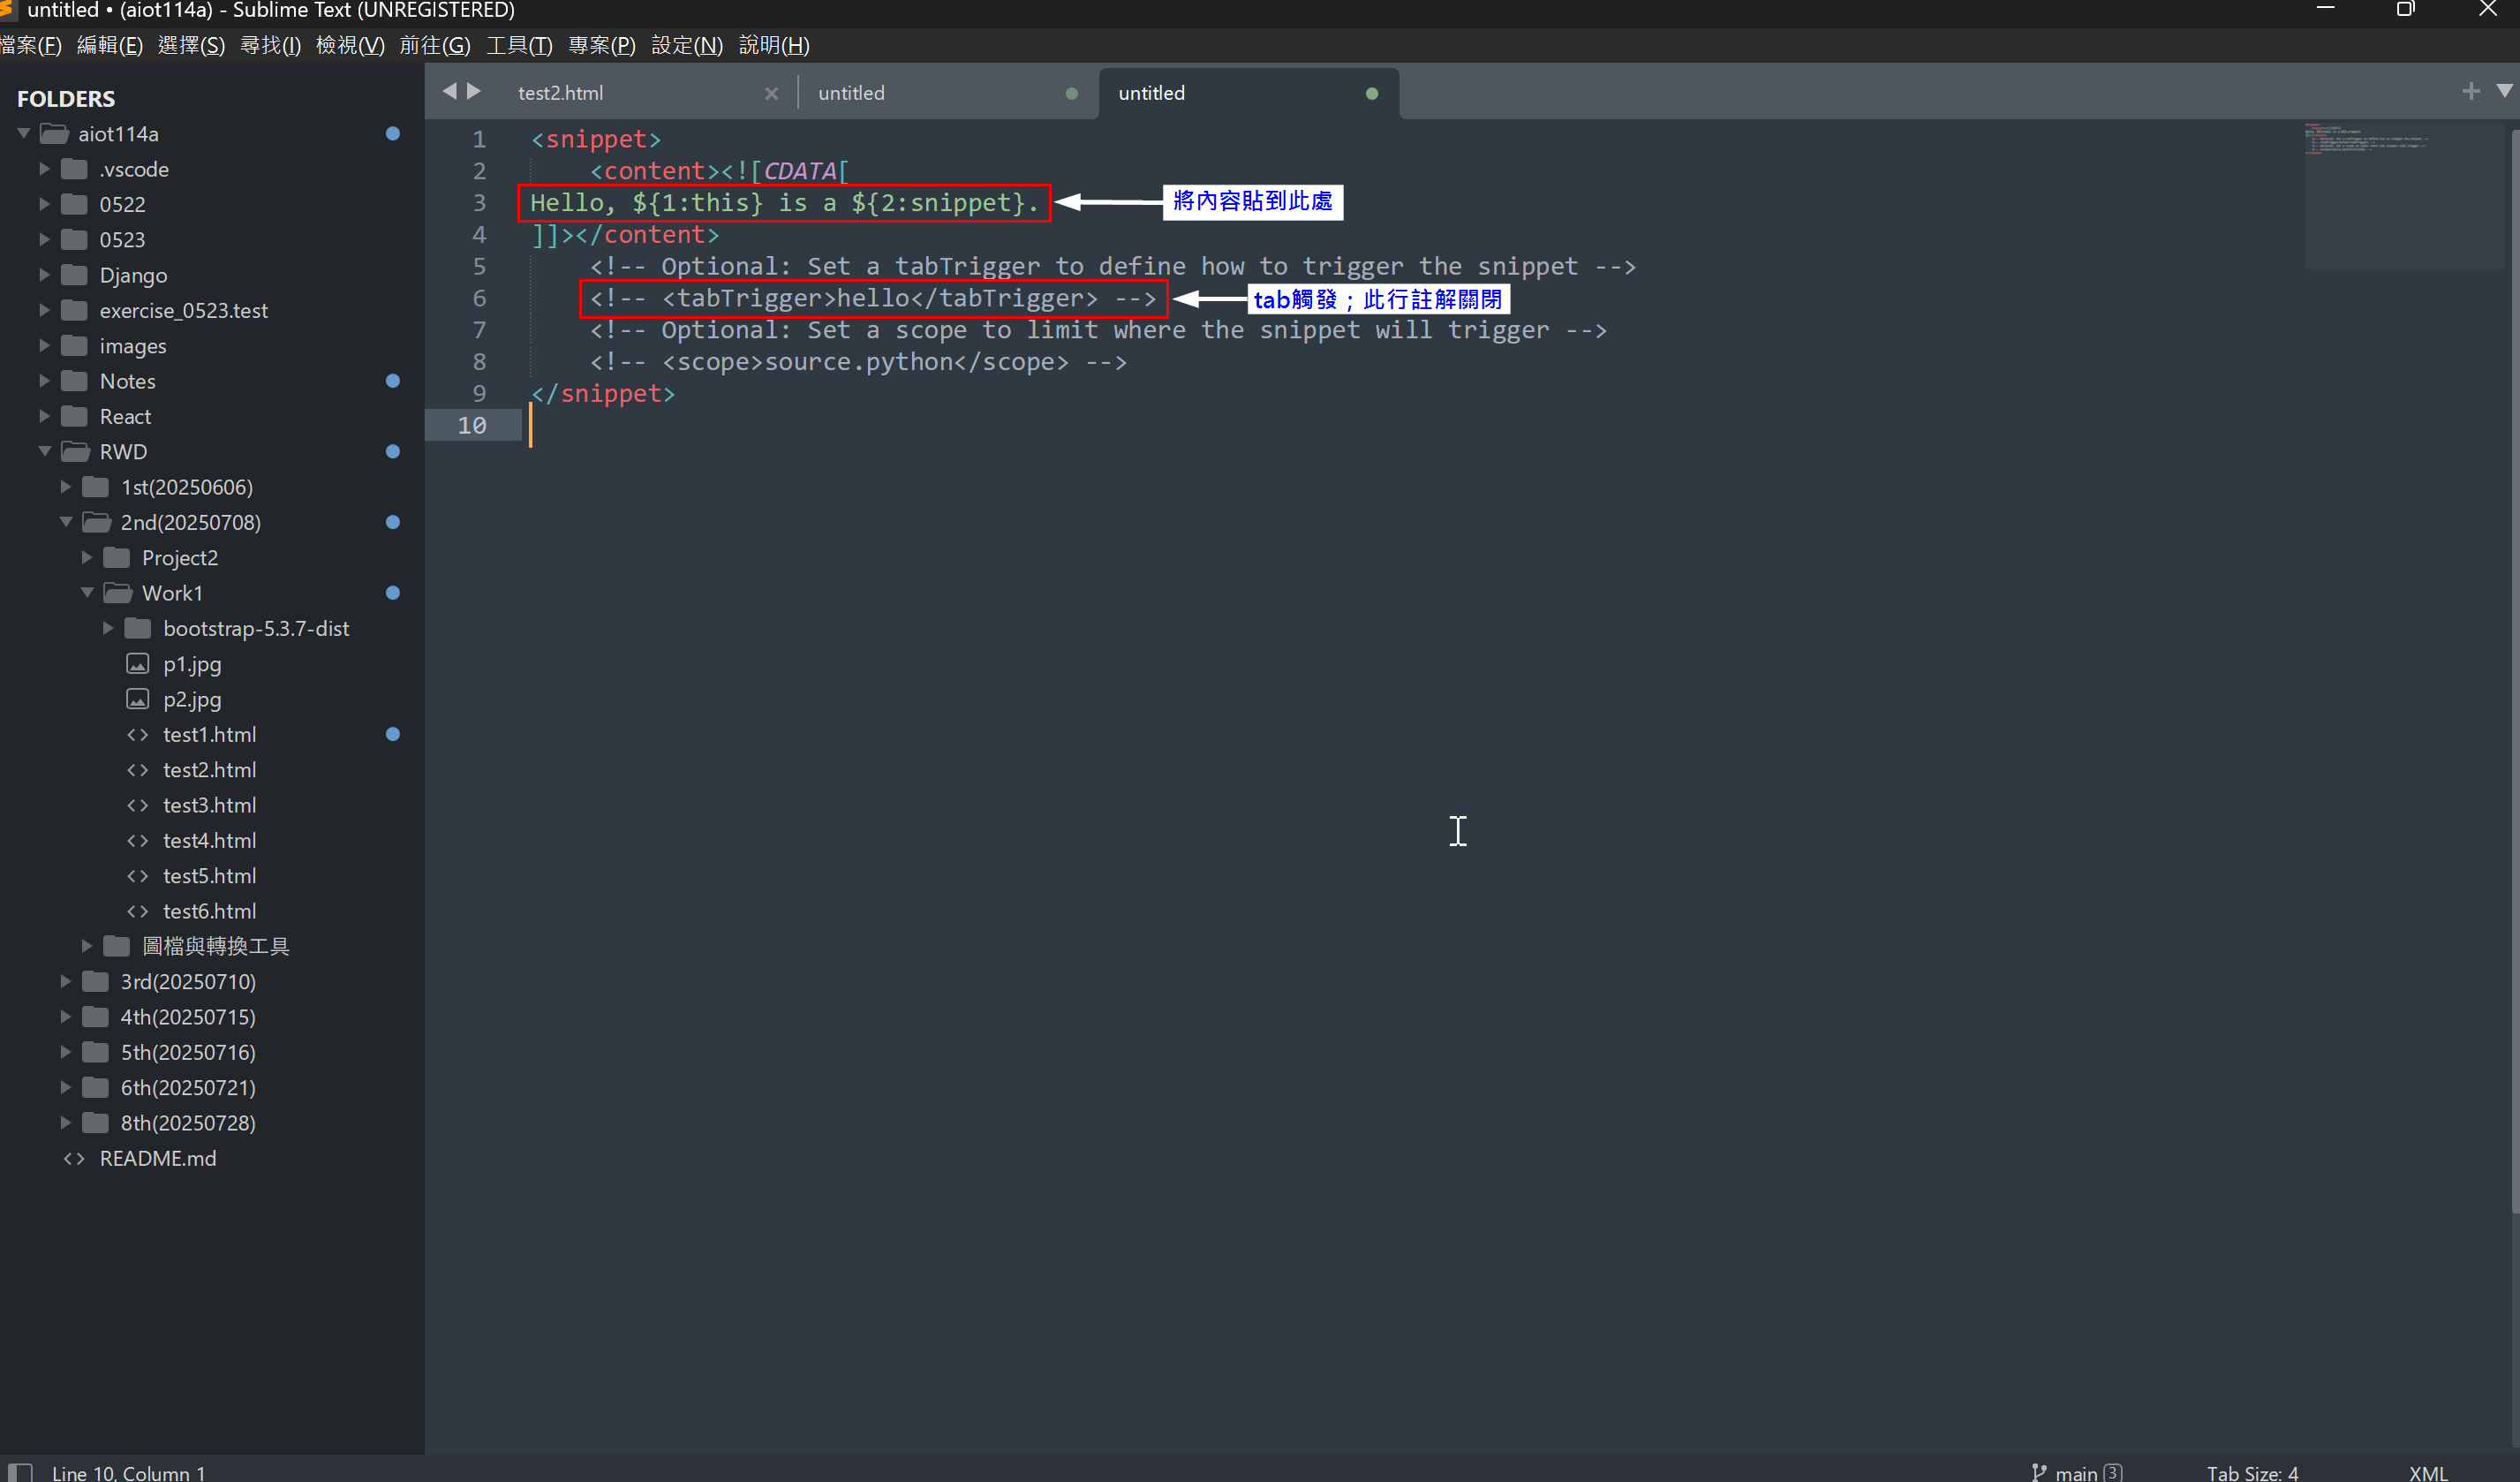 untitled • (aiot114a) - Sublime Text (UNREGISTERED)
檔案(F) 編輯(E) 選擇(S) 尋找(I) 檢視(V) 前往(G) 工具(T) 專案(P) 設定(N) 說明(H)
FOLDERS
aiot114a
.vscode
0522
0523
Django
exercise_0523.test
images
Notes
React
RWD
1st(20250606)
2nd(20250708)
Project2
Work1
bootstrap-5.3.7-dist
p1.jpg
p2.jpg
test1.html
test2.html
test3.html
test4.html
test5.html
test6.html
圖檔與轉換工具
3rd(20250710)
4th(20250715)
5th(20250716)
6th(20250721)
8th(20250728)
README.md
test2.html untitled untitled
1 <snippet>
2 <content><![CDATA[
3 Hello, ${1:this} is a ${2:snippet}. 將內容貼到此處
4 ]]></content>
5 <!-- Optional: Set a tabTrigger to define how to trigger the snippet -->
6 <!-- <tabTrigger>hello</tabTrigger> --> tab觸發；此行註解關閉
7 <!-- Optional: Set a scope to limit where the snippet will trigger -->
8 <!-- <scope>source.python</scope> -->
9 </snippet>
10
Line 10, Column 1 main 3 Tab Size: 4 XML